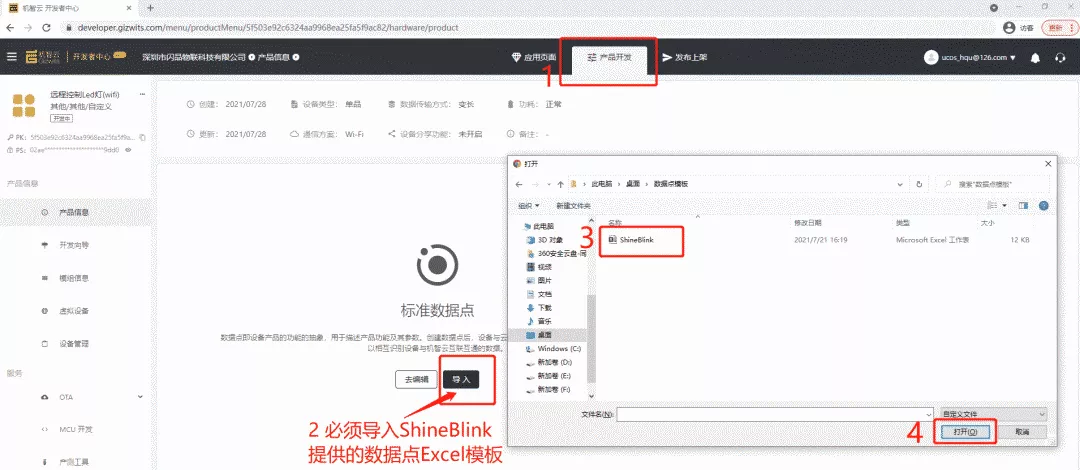 机智云 开发者中心
developer.gizwits.com/menu/productMenu/5f503e92c6324aa9968ea25fa5f9ac82/hardware/product
访客
更新
机智云 Gizwits 开发者中心
深圳市闪品物联科技有限公司 产品信息
应用页面
1
产品开发
发布上架
ucos_hqu@126.com
远程控制Led灯(wifi)
其他/其他/自定义
开发中
PK: 5f503e92c6324aa9968ea25fa5f9a...
PS: 02ae**********************9dd0
创建: 2021/07/28 设备类型: 单品 数据传输方式: 变长 功耗: 正常
更新: 2021/07/28 通信方案: Wi-Fi 设备分享功能: 未开启 备注: -
产品信息
产品信息
开发向导
模组信息
虚拟设备
设备管理
服务
OTA
MCU 开发
产测工具
标准数据点
数据点即设备产品的功能的抽象，用于描述产品功能及其参数。创建数据点后，设备与云
以相互识别设备与机智云互联互通的数据。
去编辑
导入
2 必须导入ShineBlink
提供的数据点Excel模板
打开
此电脑 › 桌面 › 数据点模板
搜索"数据点模板"
组织 新建文件夹
名称 修改日期 类型 大小
3
ShineBlink 2021/7/21 16:19 Microsoft Excel 工作表 12 KB
此电脑
3D 对象
360安全云盘-同
视频
图片
文档
下载
音乐
桌面
Windows (C:)
新加卷 (D:)
新加卷 (E:)
新加卷 (F:)
文件名(N):
自定义文件
4
打开(O)
取消